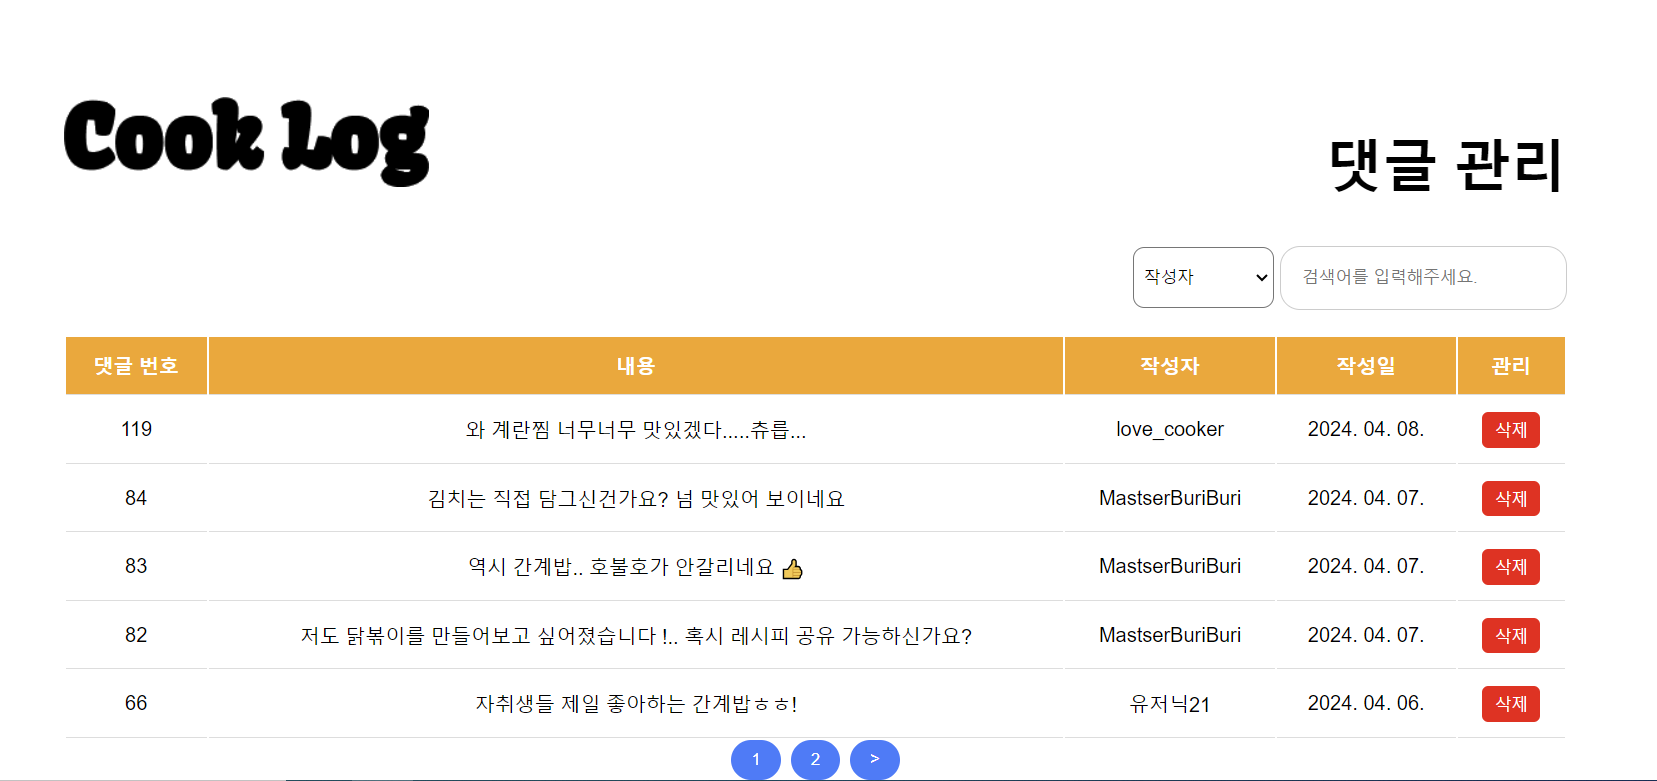 Cook Log
댓글 관리
작성자 검색어를 입력해주세요.
댓글 번호 내용 작성자 작성일 관리
119 와 계란찜 너무너무 맛있겠다.....츄릅... love_cooker 2024. 04. 08. 삭제
84 김치는 직접 담그신건가요? 넘 맛있어 보이네요 MastserBuriBuri 2024. 04. 07. 삭제
83 역시 간계밥.. 호불호가 안갈리네요 👍 MastserBuriBuri 2024. 04. 07. 삭제
82 저도 닭볶이를 만들어보고 싶어졌습니다 !.. 혹시 레시피 공유 가능하신가요? MastserBuriBuri 2024. 04. 07. 삭제
66 자취생들 제일 좋아하는 간계밥ㅎㅎ! 유저닉21 2024. 04. 06. 삭제
1 2 >